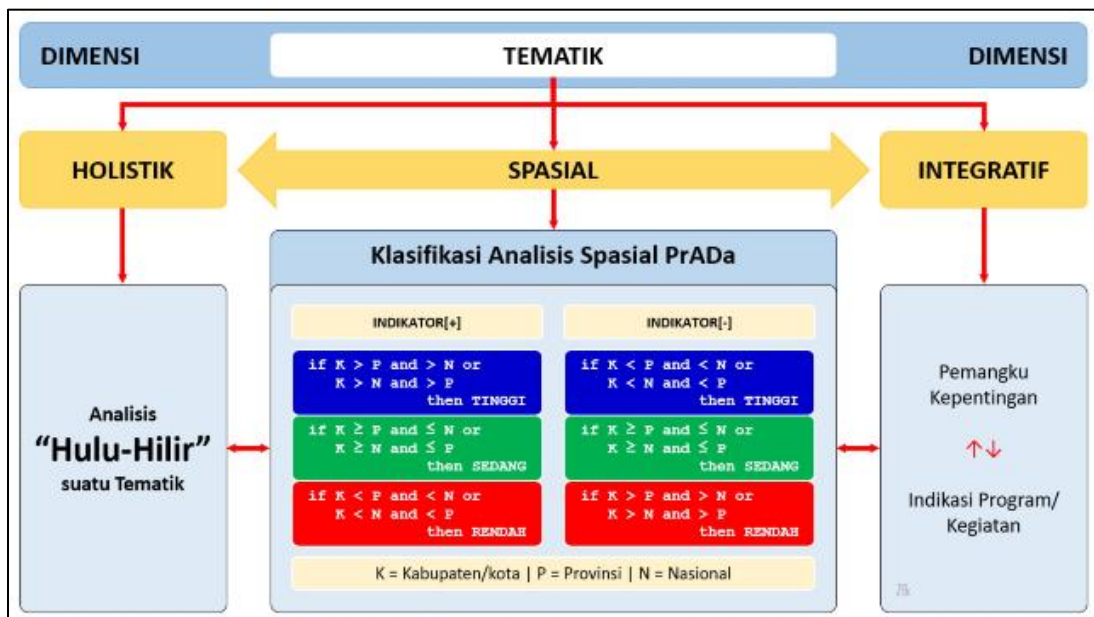 DIMENSI
TEMATIK
DIMENSI
HOLISTIK
SPASIAL
INTEGRATIF
Klasifikasi Analisis Spasial PrADa
Analisis
“Hulu-Hilir”
suatu Tematik
INDIKATOR[+]
if K > P and > N or
K > N and > P
then TINGGI
if K ≥ P and ≤ N or
K ≥ N and ≤ P
then SEDANG
if K < P and < N or
K < N and < P
then RENDAH
INDIKATOR[-]
if K < P and < N or
K < N and < P
then TINGGI
if K ≥ P and ≤ N or
K ≥ N and ≤ P
then SEDANG
if K > P and > N or
K > N and > P
then RENDAH
K = Kabupaten/kota | P = Provinsi | N = Nasional
Pemangku
Kepentingan
↑↓
Indikasi Program/
Kegiatan